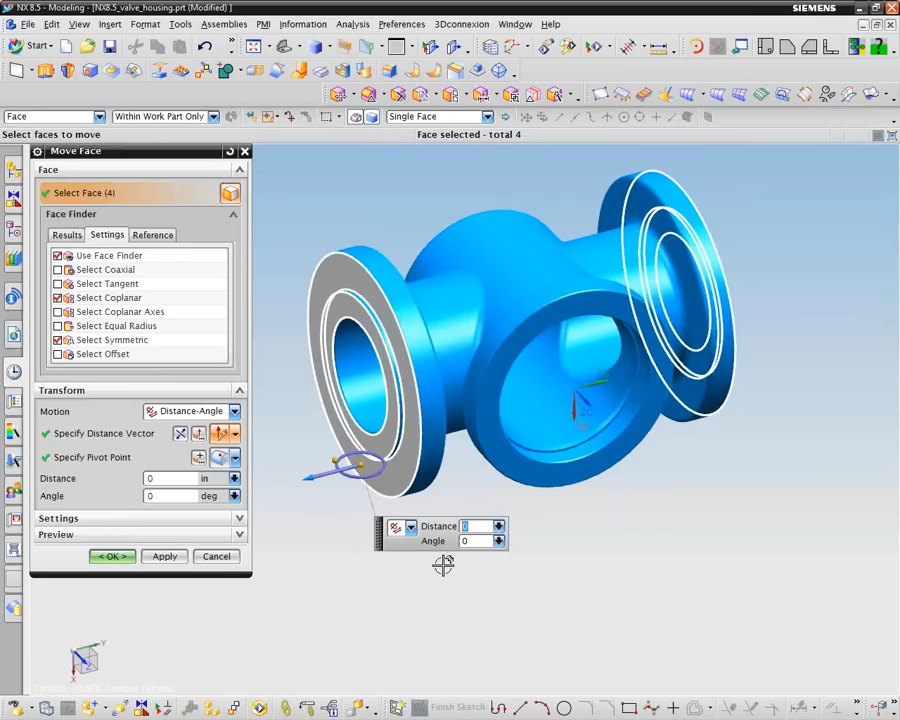 NX 8.5 - Modeling - [NX8.5_valve_housing.prt (Modified) ]
SIEMENS
File Edit View Insert Format Tools Assemblies PMI Information Analysis Preferences 3Dconnexion Window Help
Start
Face
Within Work Part Only
Single Face
Select faces to move
Face selected - total 4
Move Face
Face
Select Face (4)
Face Finder
Results
Settings
Reference
Use Face Finder
Select Coaxial
Select Tangent
Select Coplanar
Select Coplanar Axes
Select Equal Radius
Select Symmetric
Select Offset
Transform
Motion
Distance-Angle
Specify Distance Vector
Specify Pivot Point
Distance 0 in
Angle 0 deg
Settings
Preview
< OK >
Apply
Cancel
Distance 0
Angle 0
ZC
Y
X
Z
Finish Sketch